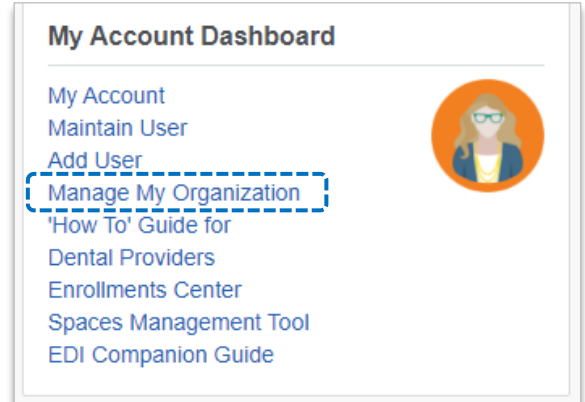 My Account Dashboard
My Account
Maintain User
Add User
Manage My Organization
'How To' Guide for
Dental Providers
Enrollments Center
Spaces Management Tool
EDI Companion Guide